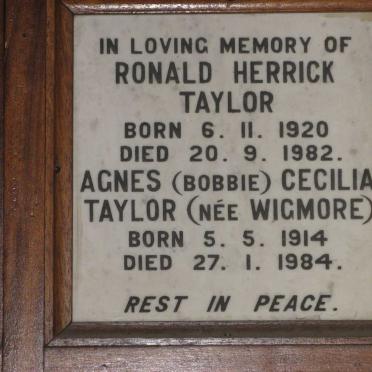 IN LOVING MEMORY OF
RONALD HERRICK
TAYLOR
BORN 6. 11. 1920
DIED 20. 9. 1982.
AGNES (BOBBIE) CECILIA
TAYLOR (NÉE WIGMORE)
BORN 5. 5. 1914
DIED 27. 1. 1984.
REST IN PEACE.